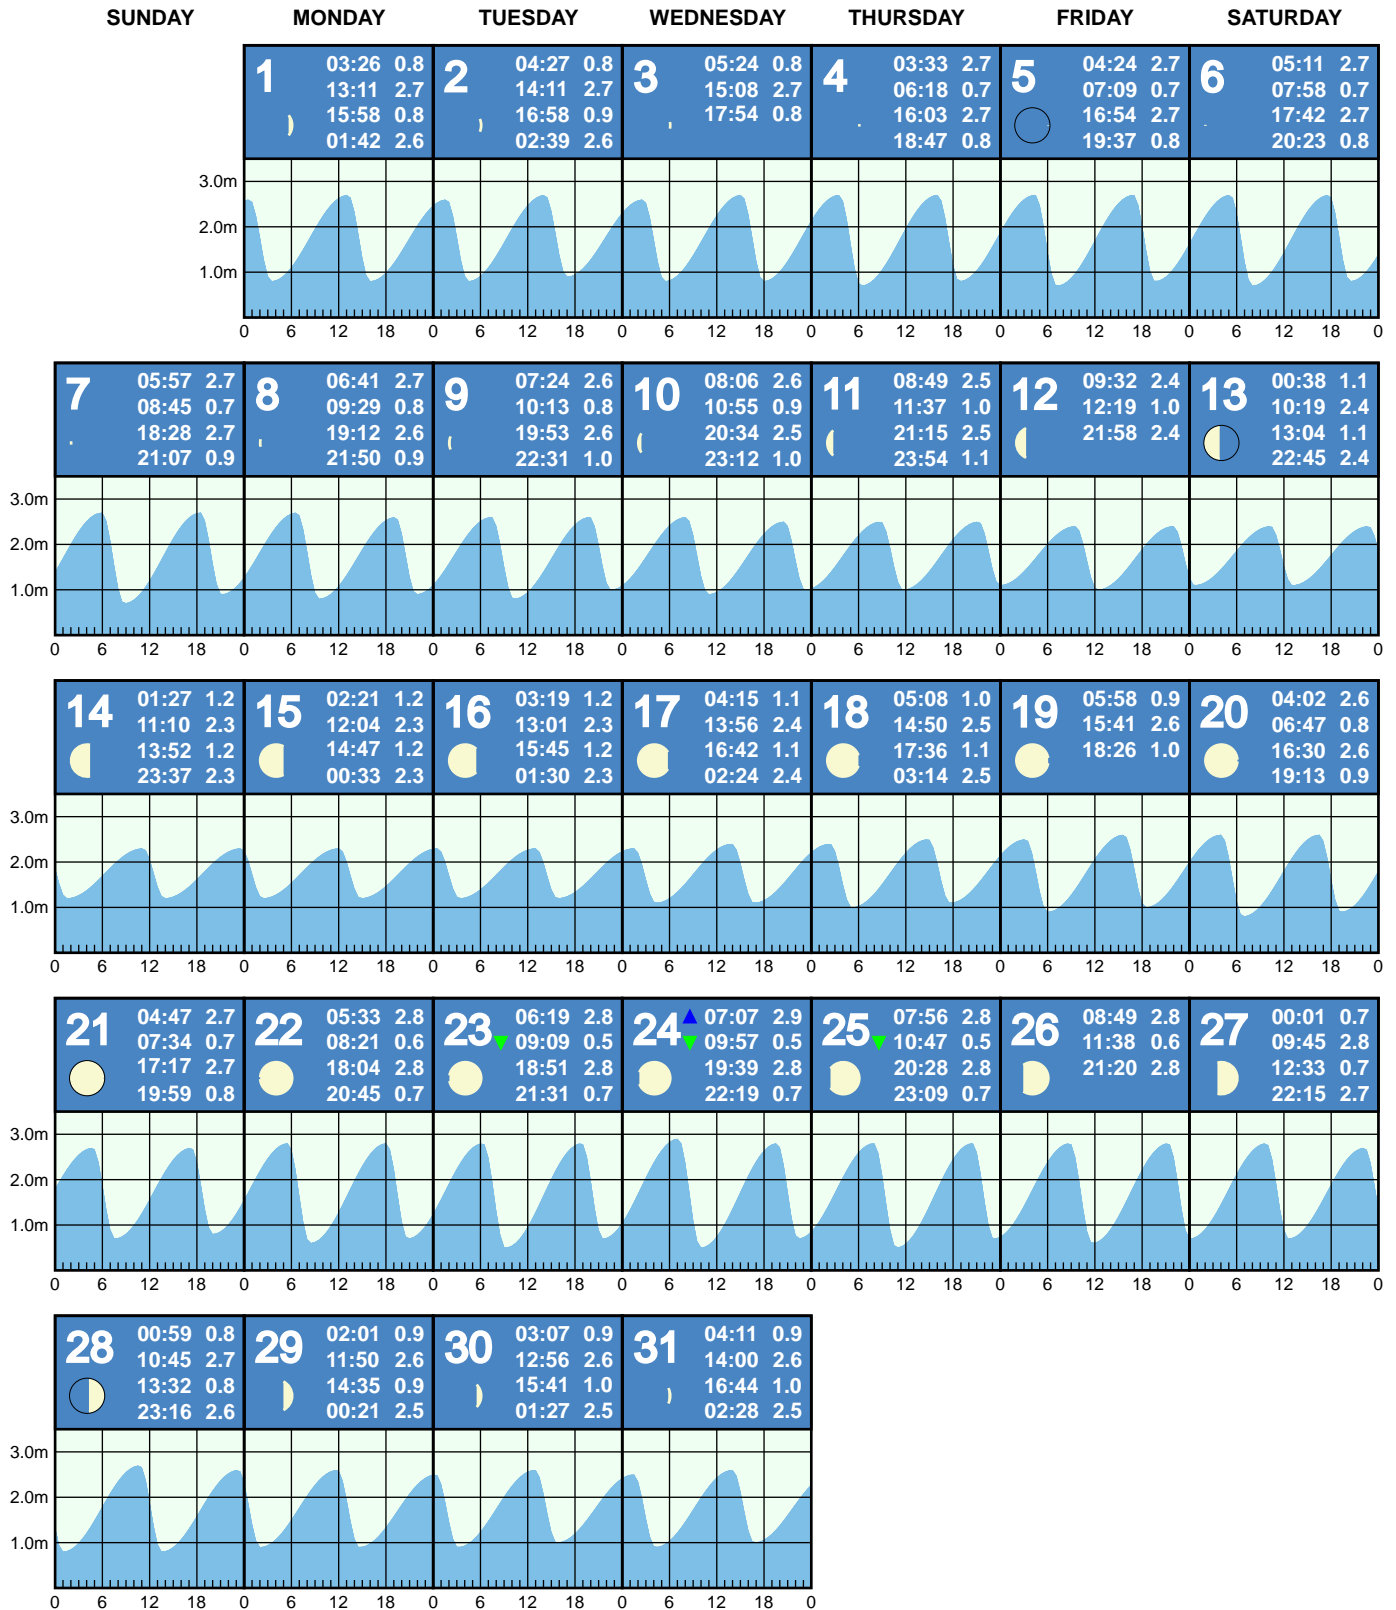 SUNDAY MONDAY TUESDAY WEDNESDAY THURSDAY FRIDAY SATURDAY
1 03:26 0.8
13:11 2.7
15:58 0.8
01:42 2.6
2 04:27 0.8
14:11 2.7
16:58 0.9
02:39 2.6
3 05:24 0.8
15:08 2.7
17:54 0.8
4 03:33 2.7
06:18 0.7
16:03 2.7
18:47 0.8
5 04:24 2.7
07:09 0.7
16:54 2.7
19:37 0.8
6 05:11 2.7
07:58 0.7
17:42 2.7
20:23 0.8
3.0m
2.0m
1.0m
0 6 12 18 0 6 12 18 0 6 12 18 0 6 12 18 0 6 12 18 0 6 12 18 0
7 05:57 2.7
08:45 0.7
18:28 2.7
21:07 0.9
8 06:41 2.7
09:29 0.8
19:12 2.6
21:50 0.9
9 07:24 2.6
10:13 0.8
19:53 2.6
22:31 1.0
10 08:06 2.6
10:55 0.9
20:34 2.5
23:12 1.0
11 08:49 2.5
11:37 1.0
21:15 2.5
23:54 1.1
12 09:32 2.4
12:19 1.0
21:58 2.4
13 00:38 1.1
10:19 2.4
13:04 1.1
22:45 2.4
3.0m
2.0m
1.0m
0 6 12 18 0 6 12 18 0 6 12 18 0 6 12 18 0 6 12 18 0 6 12 18 0 6 12 18 0
14 01:27 1.2
11:10 2.3
13:52 1.2
23:37 2.3
15 02:21 1.2
12:04 2.3
14:47 1.2
00:33 2.3
16 03:19 1.2
13:01 2.3
15:45 1.2
01:30 2.3
17 04:15 1.1
13:56 2.4
16:42 1.1
02:24 2.4
18 05:08 1.0
14:50 2.5
17:36 1.1
03:14 2.5
19 05:58 0.9
15:41 2.6
18:26 1.0
20 04:02 2.6
06:47 0.8
16:30 2.6
19:13 0.9
3.0m
2.0m
1.0m
0 6 12 18 0 6 12 18 0 6 12 18 0 6 12 18 0 6 12 18 0 6 12 18 0 6 12 18 0
21 04:47 2.7
07:34 0.7
17:17 2.7
19:59 0.8
22 05:33 2.8
08:21 0.6
18:04 2.8
20:45 0.7
23 06:19 2.8
09:09 0.5
18:51 2.8
21:31 0.7
24 07:07 2.9
09:57 0.5
19:39 2.8
22:19 0.7
25 07:56 2.8
10:47 0.5
20:28 2.8
23:09 0.7
26 08:49 2.8
11:38 0.6
21:20 2.8
27 00:01 0.7
09:45 2.8
12:33 0.7
22:15 2.7
3.0m
2.0m
1.0m
0 6 12 18 0 6 12 18 0 6 12 18 0 6 12 18 0 6 12 18 0 6 12 18 0 6 12 18 0
28 00:59 0.8
10:45 2.7
13:32 0.8
23:16 2.6
29 02:01 0.9
11:50 2.6
14:35 0.9
00:21 2.5
30 03:07 0.9
12:56 2.6
15:41 1.0
01:27 2.5
31 04:11 0.9
14:00 2.6
16:44 1.0
02:28 2.5
3.0m
2.0m
1.0m
0 6 12 18 0 6 12 18 0 6 12 18 0 6 12 18 0